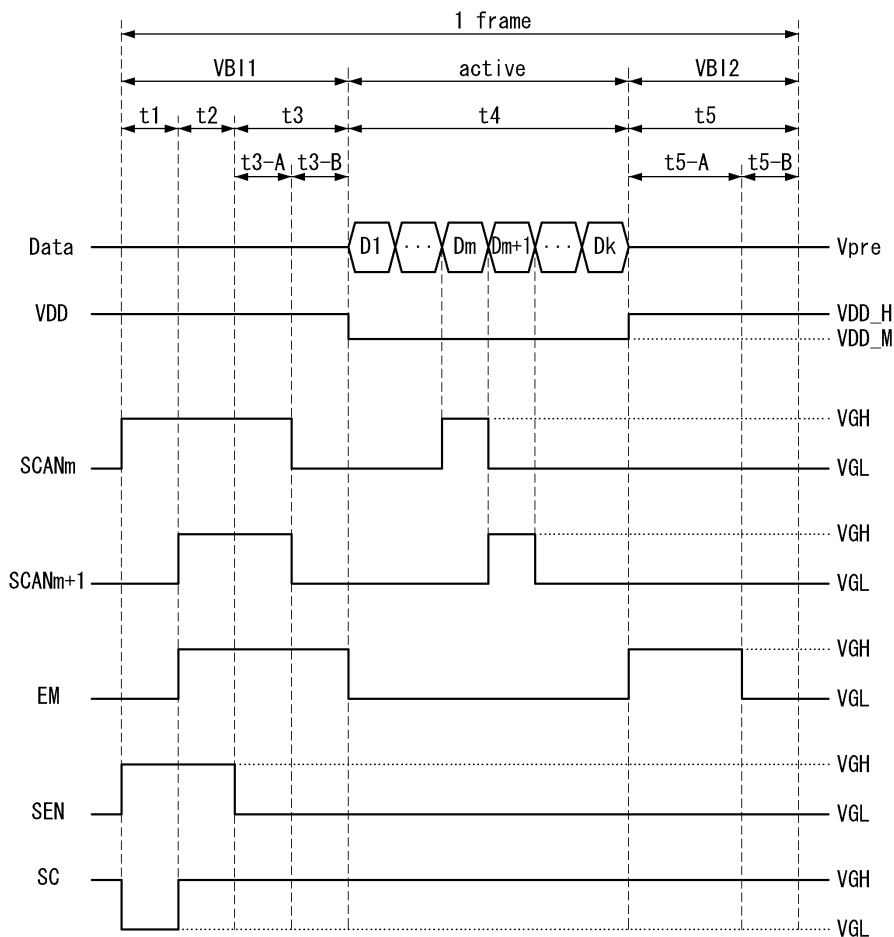 1 frame
VBI1 active VBI2
t1 t2 t3 t4 t5
t3-A t3-B t5-A t5-B
Data D1 ··· Dm Dm+1 ··· Dk Vpre
VDD VDD_H
VDD_M
VGH
SCANm VGL
VGH
SCANm+1 VGL
VGH
EM VGL
VGH
SEN VGL
SC VGH
VGL